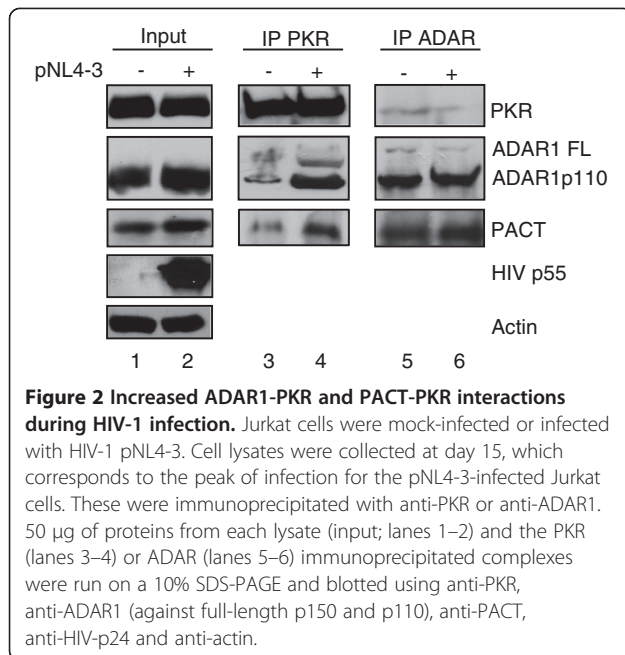 Input IP PKR IP ADAR
pNL4-3 - + - + - +
PKR
ADAR1 FL
ADAR1p110
PACT
HIV p55
Actin
1 2 3 4 5 6
Figure 2 Increased ADAR1-PKR and PACT-PKR interactions
during HIV-1 infection. Jurkat cells were mock-infected or infected
with HIV-1 pNL4-3. Cell lysates were collected at day 15, which
corresponds to the peak of infection for the pNL4-3-infected Jurkat
cells. These were immunoprecipitated with anti-PKR or anti-ADAR1.
50 μg of proteins from each lysate (input; lanes 1–2) and the PKR
(lanes 3–4) or ADAR (lanes 5–6) immunoprecipitated complexes
were run on a 10% SDS-PAGE and blotted using anti-PKR,
anti-ADAR1 (against full-length p150 and p110), anti-PACT,
anti-HIV-p24 and anti-actin.